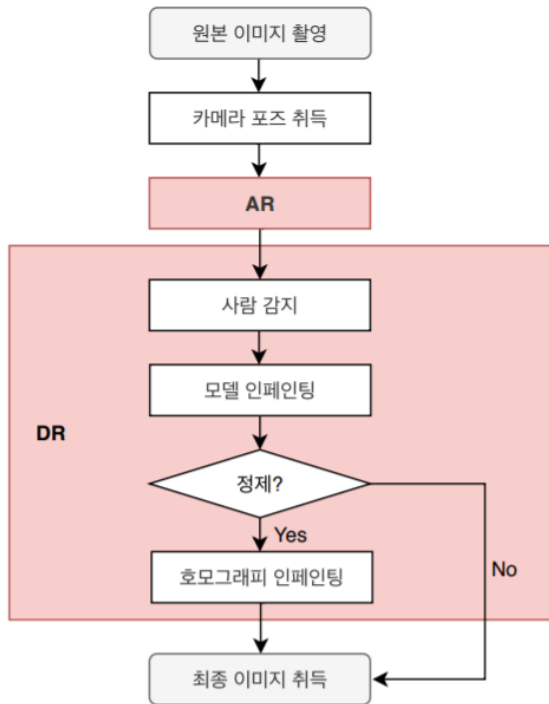 원본 이미지 촬영
카메라 포즈 취득
AR
사람 감지
모델 인페인팅
DR
정제?
Yes
호모그래피 인페인팅
No
최종 이미지 취득